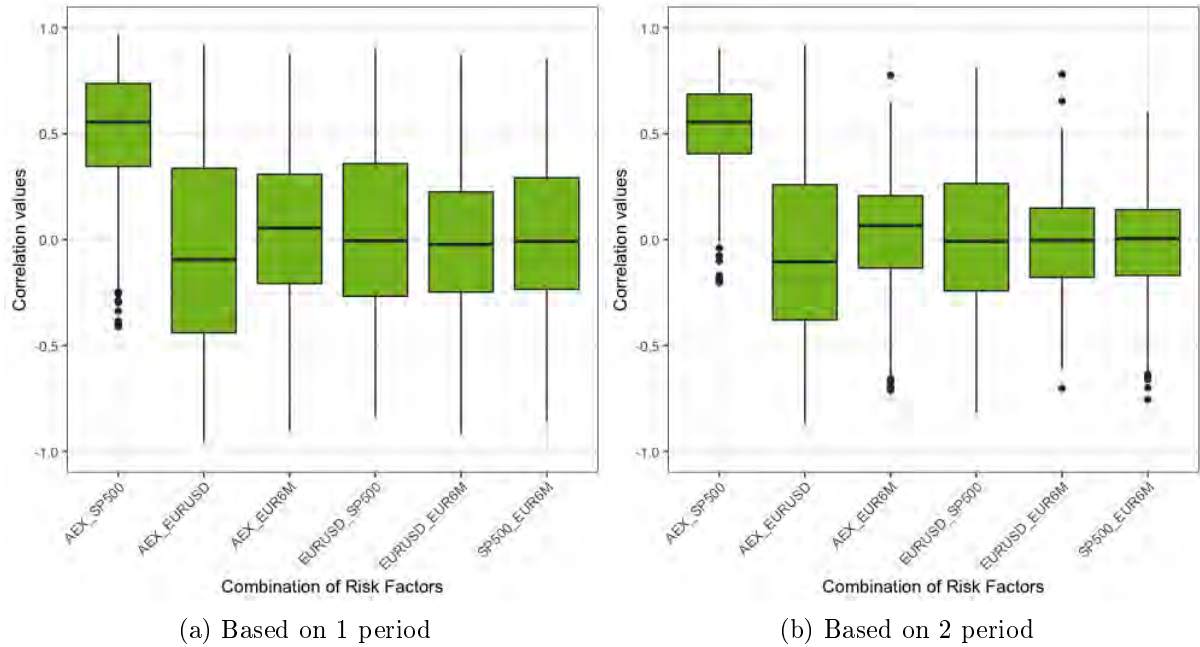 Correlation values
1.0
0.5
0.0
-0.5
-1.0
AEX_SP500
AEX_EURUSD
AEX_EUR6M
EURUSD_SP500
EURUSD_EUR6M
SP500_EUR6M
Combination of Risk Factors
(a) Based on 1 period
Correlation values
1.0
0.5
0.0
-0.5
-1.0
AEX_SP500
AEX_EURUSD
AEX_EUR6M
EURUSD_SP500
EURUSD_EUR6M
SP500_EUR6M
Combination of Risk Factors
(b) Based on 2 period